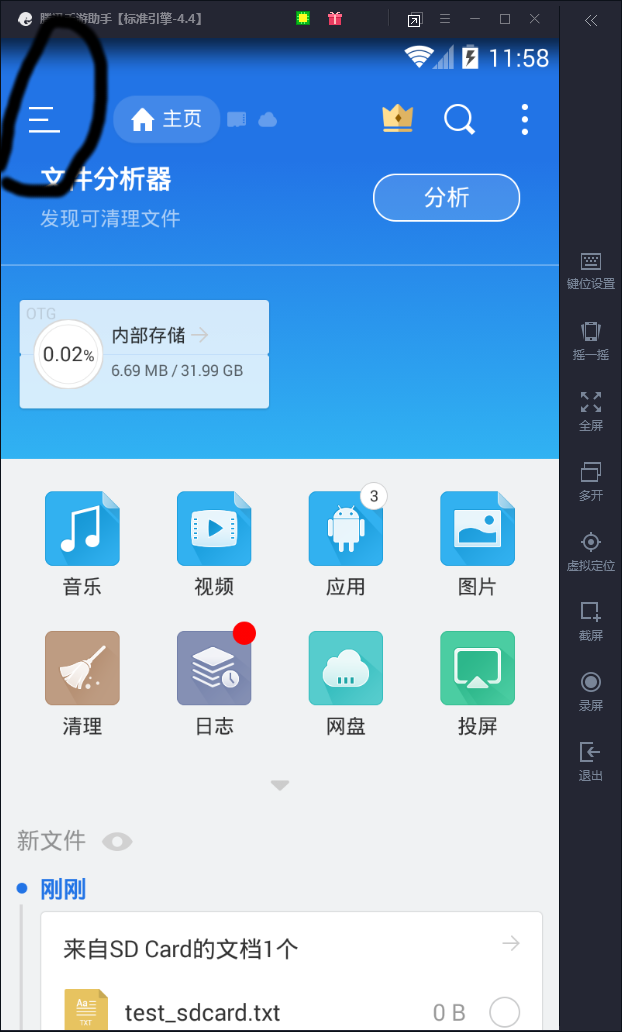 腾讯手游助手【标准引擎-4.4】
11:58
主页
文件分析器
分析
发现可清理文件
OTG
内部存储
0.02%
6.69 MB / 31.99 GB
3
音乐 视频 应用 图片
清理 日志 网盘 投屏
新文件
刚刚
来自SD Card的文档1个
Aa
TXT
test_sdcard.txt 0 B
键位设置
摇一摇
全屏
多开
虚拟定位
截屏
录屏
退出